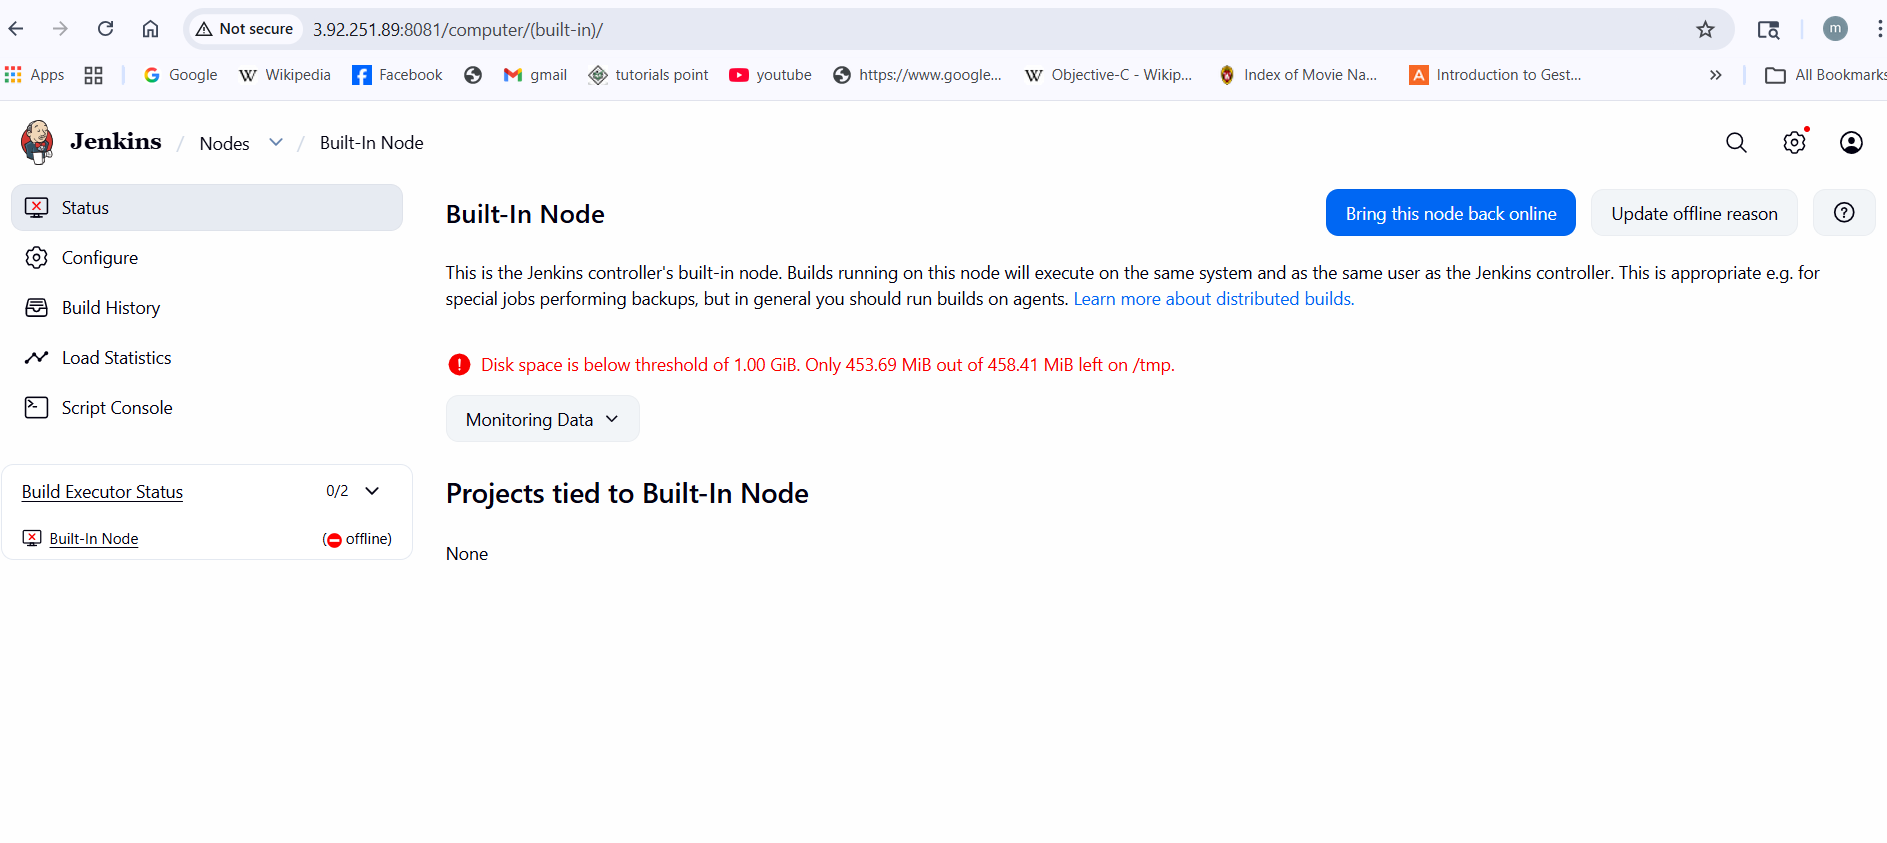 Not secure 3.92.251.89:8081/computer/(built-in)/ m
Apps Google Wikipedia Facebook gmail tutorials point youtube https://www.google... Objective-C - Wikip... Index of Movie Na... Introduction to Gest... » All Bookmarks
Jenkins / Nodes / Built-In Node
Status
Configure
Build History
Load Statistics
Script Console
Build Executor Status 0/2
Built-In Node (offline)
Built-In Node
Bring this node back online
Update offline reason
This is the Jenkins controller's built-in node. Builds running on this node will execute on the same system and as the same user as the Jenkins controller. This is appropriate e.g. for
special jobs performing backups, but in general you should run builds on agents. Learn more about distributed builds.
Disk space is below threshold of 1.00 GiB. Only 453.69 MiB out of 458.41 MiB left on /tmp.
Monitoring Data
Projects tied to Built-In Node
None